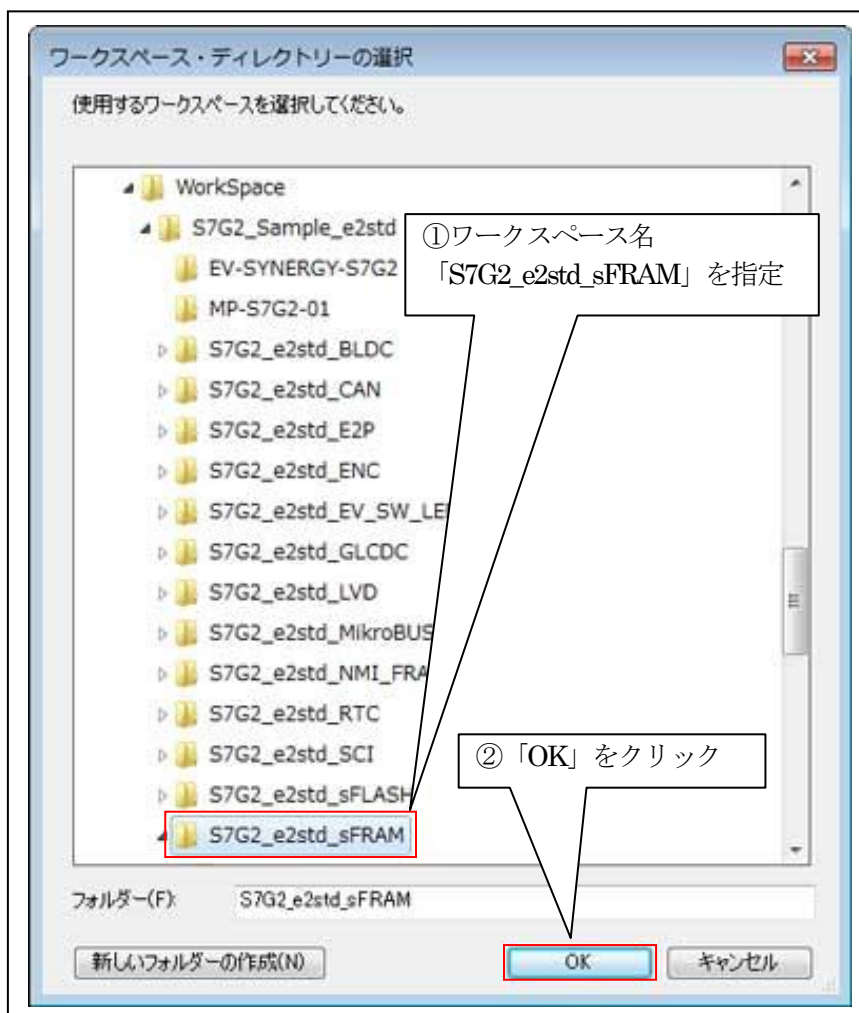 ワークスペース・ディレクトリーの選択
使用するワークスペースを選択してください。
WorkSpace
S7G2_Sample_e2std
①ワークスペース名
「S7G2_e2std_sFRAM」を指定
EV-SYNERGY-S7G2
MP-S7G2-01
S7G2_e2std_BLDC
S7G2_e2std_CAN
S7G2_e2std_E2P
S7G2_e2std_ENC
S7G2_e2std_EV_SW_LE
S7G2_e2std_GLCDC
S7G2_e2std_LVD
S7G2_e2std_MikroBUS
S7G2_e2std_NMI_FRA
S7G2_e2std_RTC
S7G2_e2std_SCI
②「OK」をクリック
S7G2_e2std_sFLASH
S7G2_e2std_sFRAM
フォルダー(F): S7G2_e2std_sFRAM
新しいフォルダーの作成(N) OK キャンセル